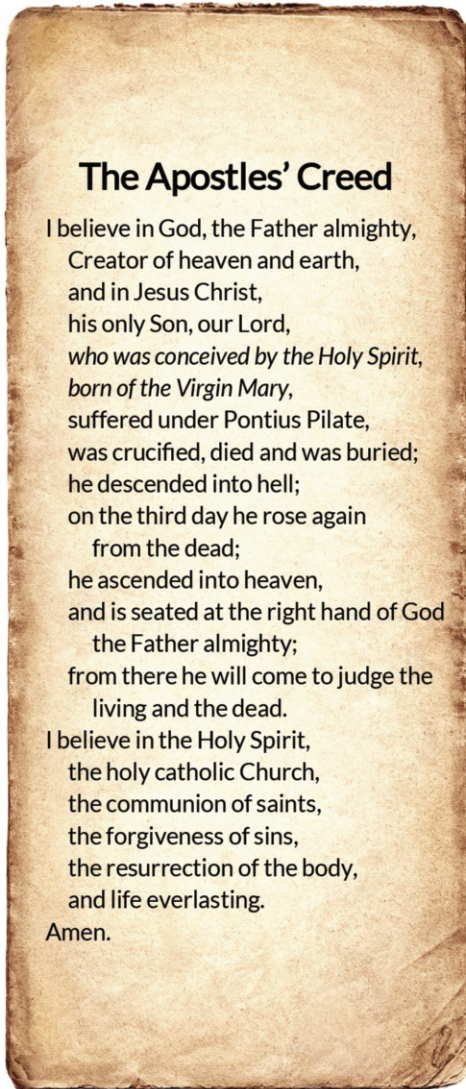 The Apostles’ Creed
I believe in God, the Father almighty,
Creator of heaven and earth,
and in Jesus Christ,
his only Son, our Lord,
who was conceived by the Holy Spirit,
born of the Virgin Mary,
suffered under Pontius Pilate,
was crucified, died and was buried;
he descended into hell;
on the third day he rose again
from the dead;
he ascended into heaven,
and is seated at the right hand of God
the Father almighty;
from there he will come to judge the
living and the dead.
I believe in the Holy Spirit,
the holy catholic Church,
the communion of saints,
the forgiveness of sins,
the resurrection of the body,
and life everlasting.
Amen.